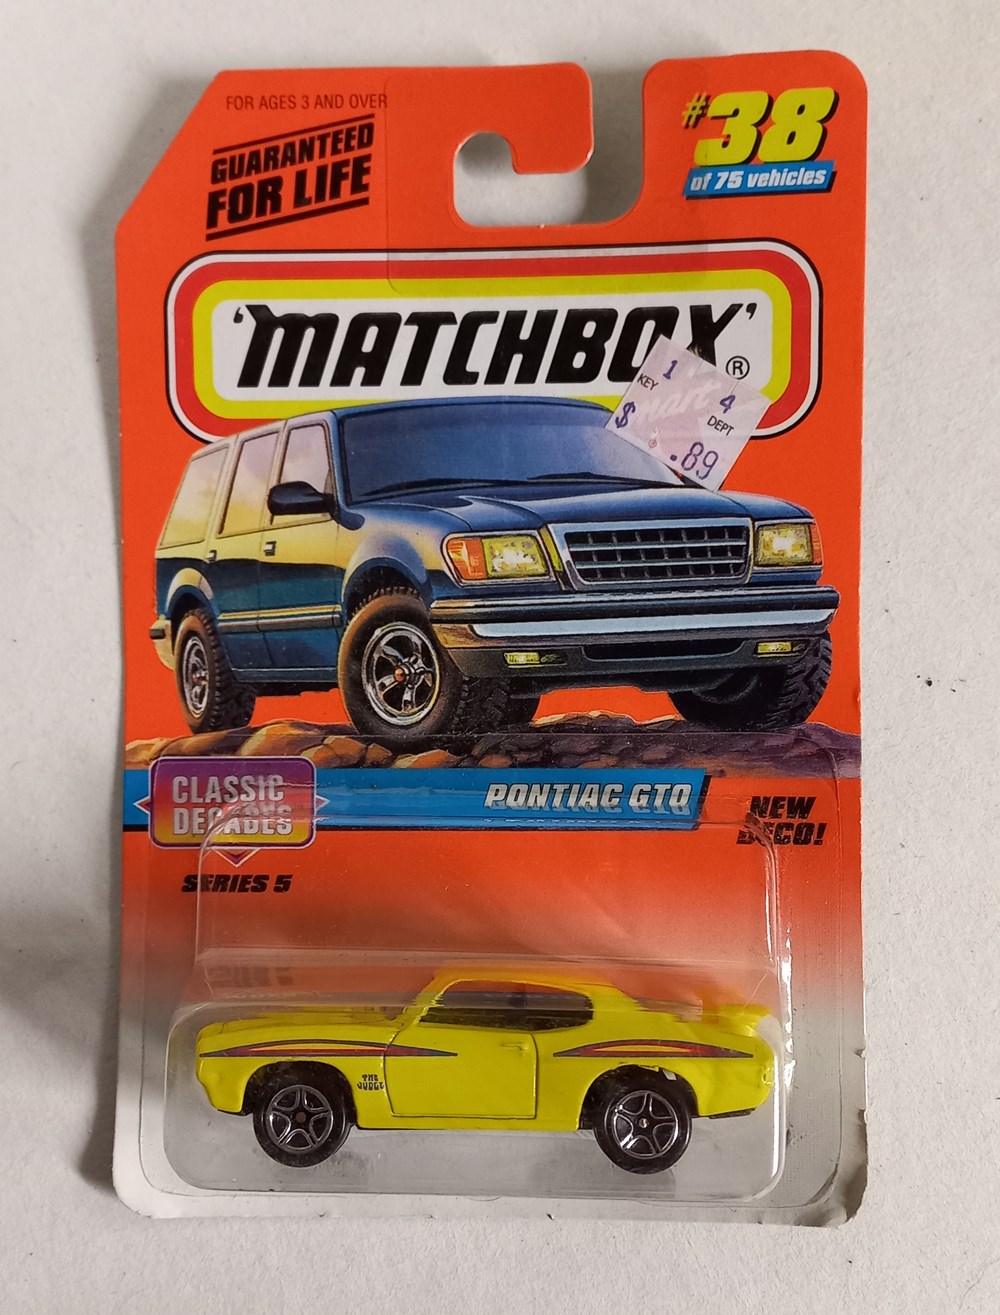 FOR AGES 3 AND OVER
GUARANTEED
FOR LIFE
#38
of 75 vehicles
'MATCHBOX'®
KEY 1
4 DEPT
$ .89
CLASSIC
DECADES
PONTIAC GTO
NEW
DECO!
SERIES 5
THE
JUDGE